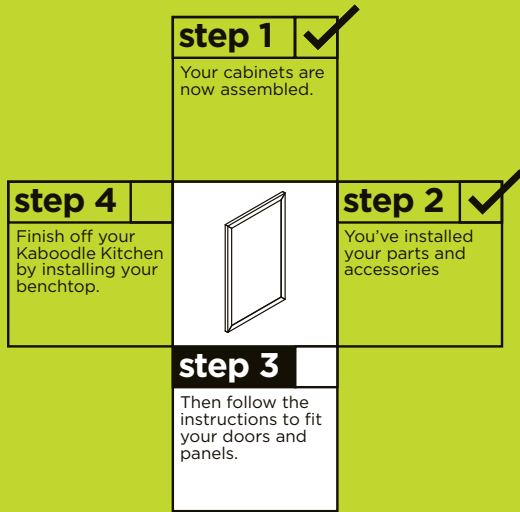 step 1
Your cabinets are
now assembled.
step 2
You've installed
your parts and
accessories
step 3
Then follow the
instructions to fit
your doors and
panels.
step 4
Finish off your
Kaboodle Kitchen
by installing your
benchtop.